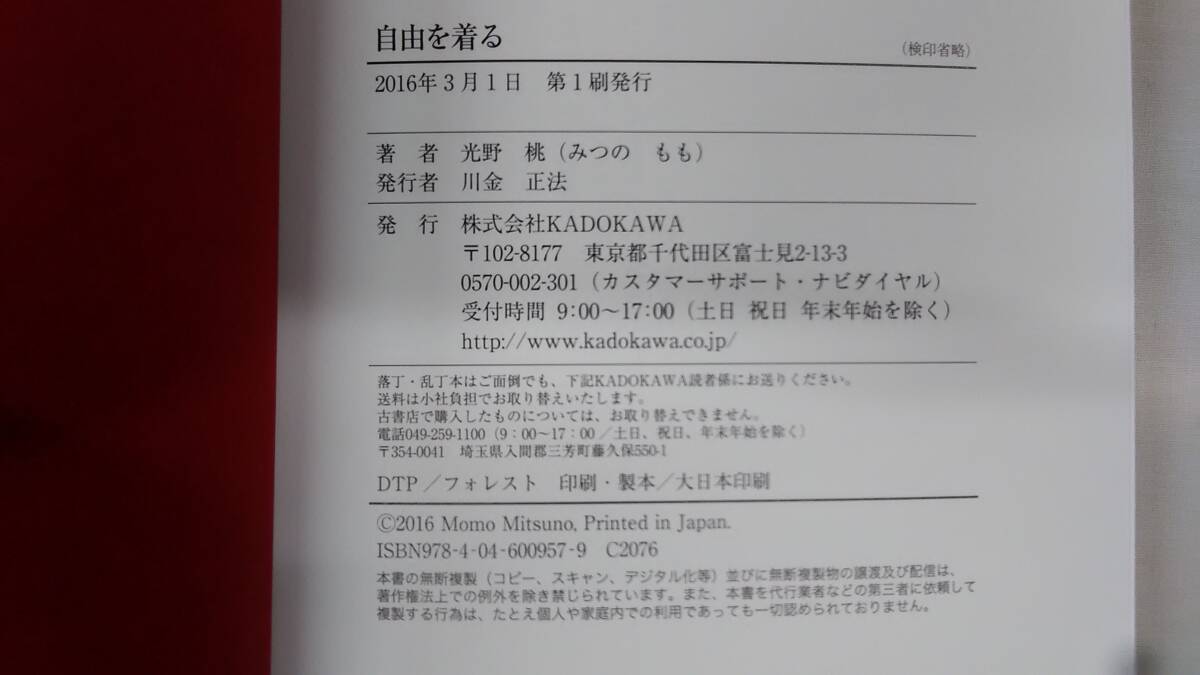 自由を着る
（検印省略）
2016年3月1日　第1刷発行
著　者　光野　桃（みつの　もも）
発行者　川金　正法
発　行　株式会社KADOKAWA
〒102-8177　東京都千代田区富士見2-13-3
0570-002-301（カスタマーサポート・ナビダイヤル）
受付時間 9:00～17:00（土日 祝日 年末年始を除く）
http://www.kadokawa.co.jp/
落丁・乱丁本はご面倒でも、下記KADOKAWA読者係にお送りください。
送料は小社負担でお取り替えいたします。
古書店で購入したものについては、お取り替えできません。
電話049-259-1100（9：00～17：00／土日、祝日、年末年始を除く）
〒354-0041　埼玉県入間郡三芳町藤久保550-1
DTP／フォレスト　印刷・製本／大日本印刷
©2016 Momo Mitsuno, Printed in Japan.
ISBN978-4-04-600957-9　C2076
本書の無断複製（コピー、スキャン、デジタル化等）並びに無断複製物の譲渡及び配信は、
著作権法上での例外を除き禁じられています。また、本書を代行業者などの第三者に依頼して
複製する行為は、たとえ個人や家庭内での利用であっても一切認められておりません。